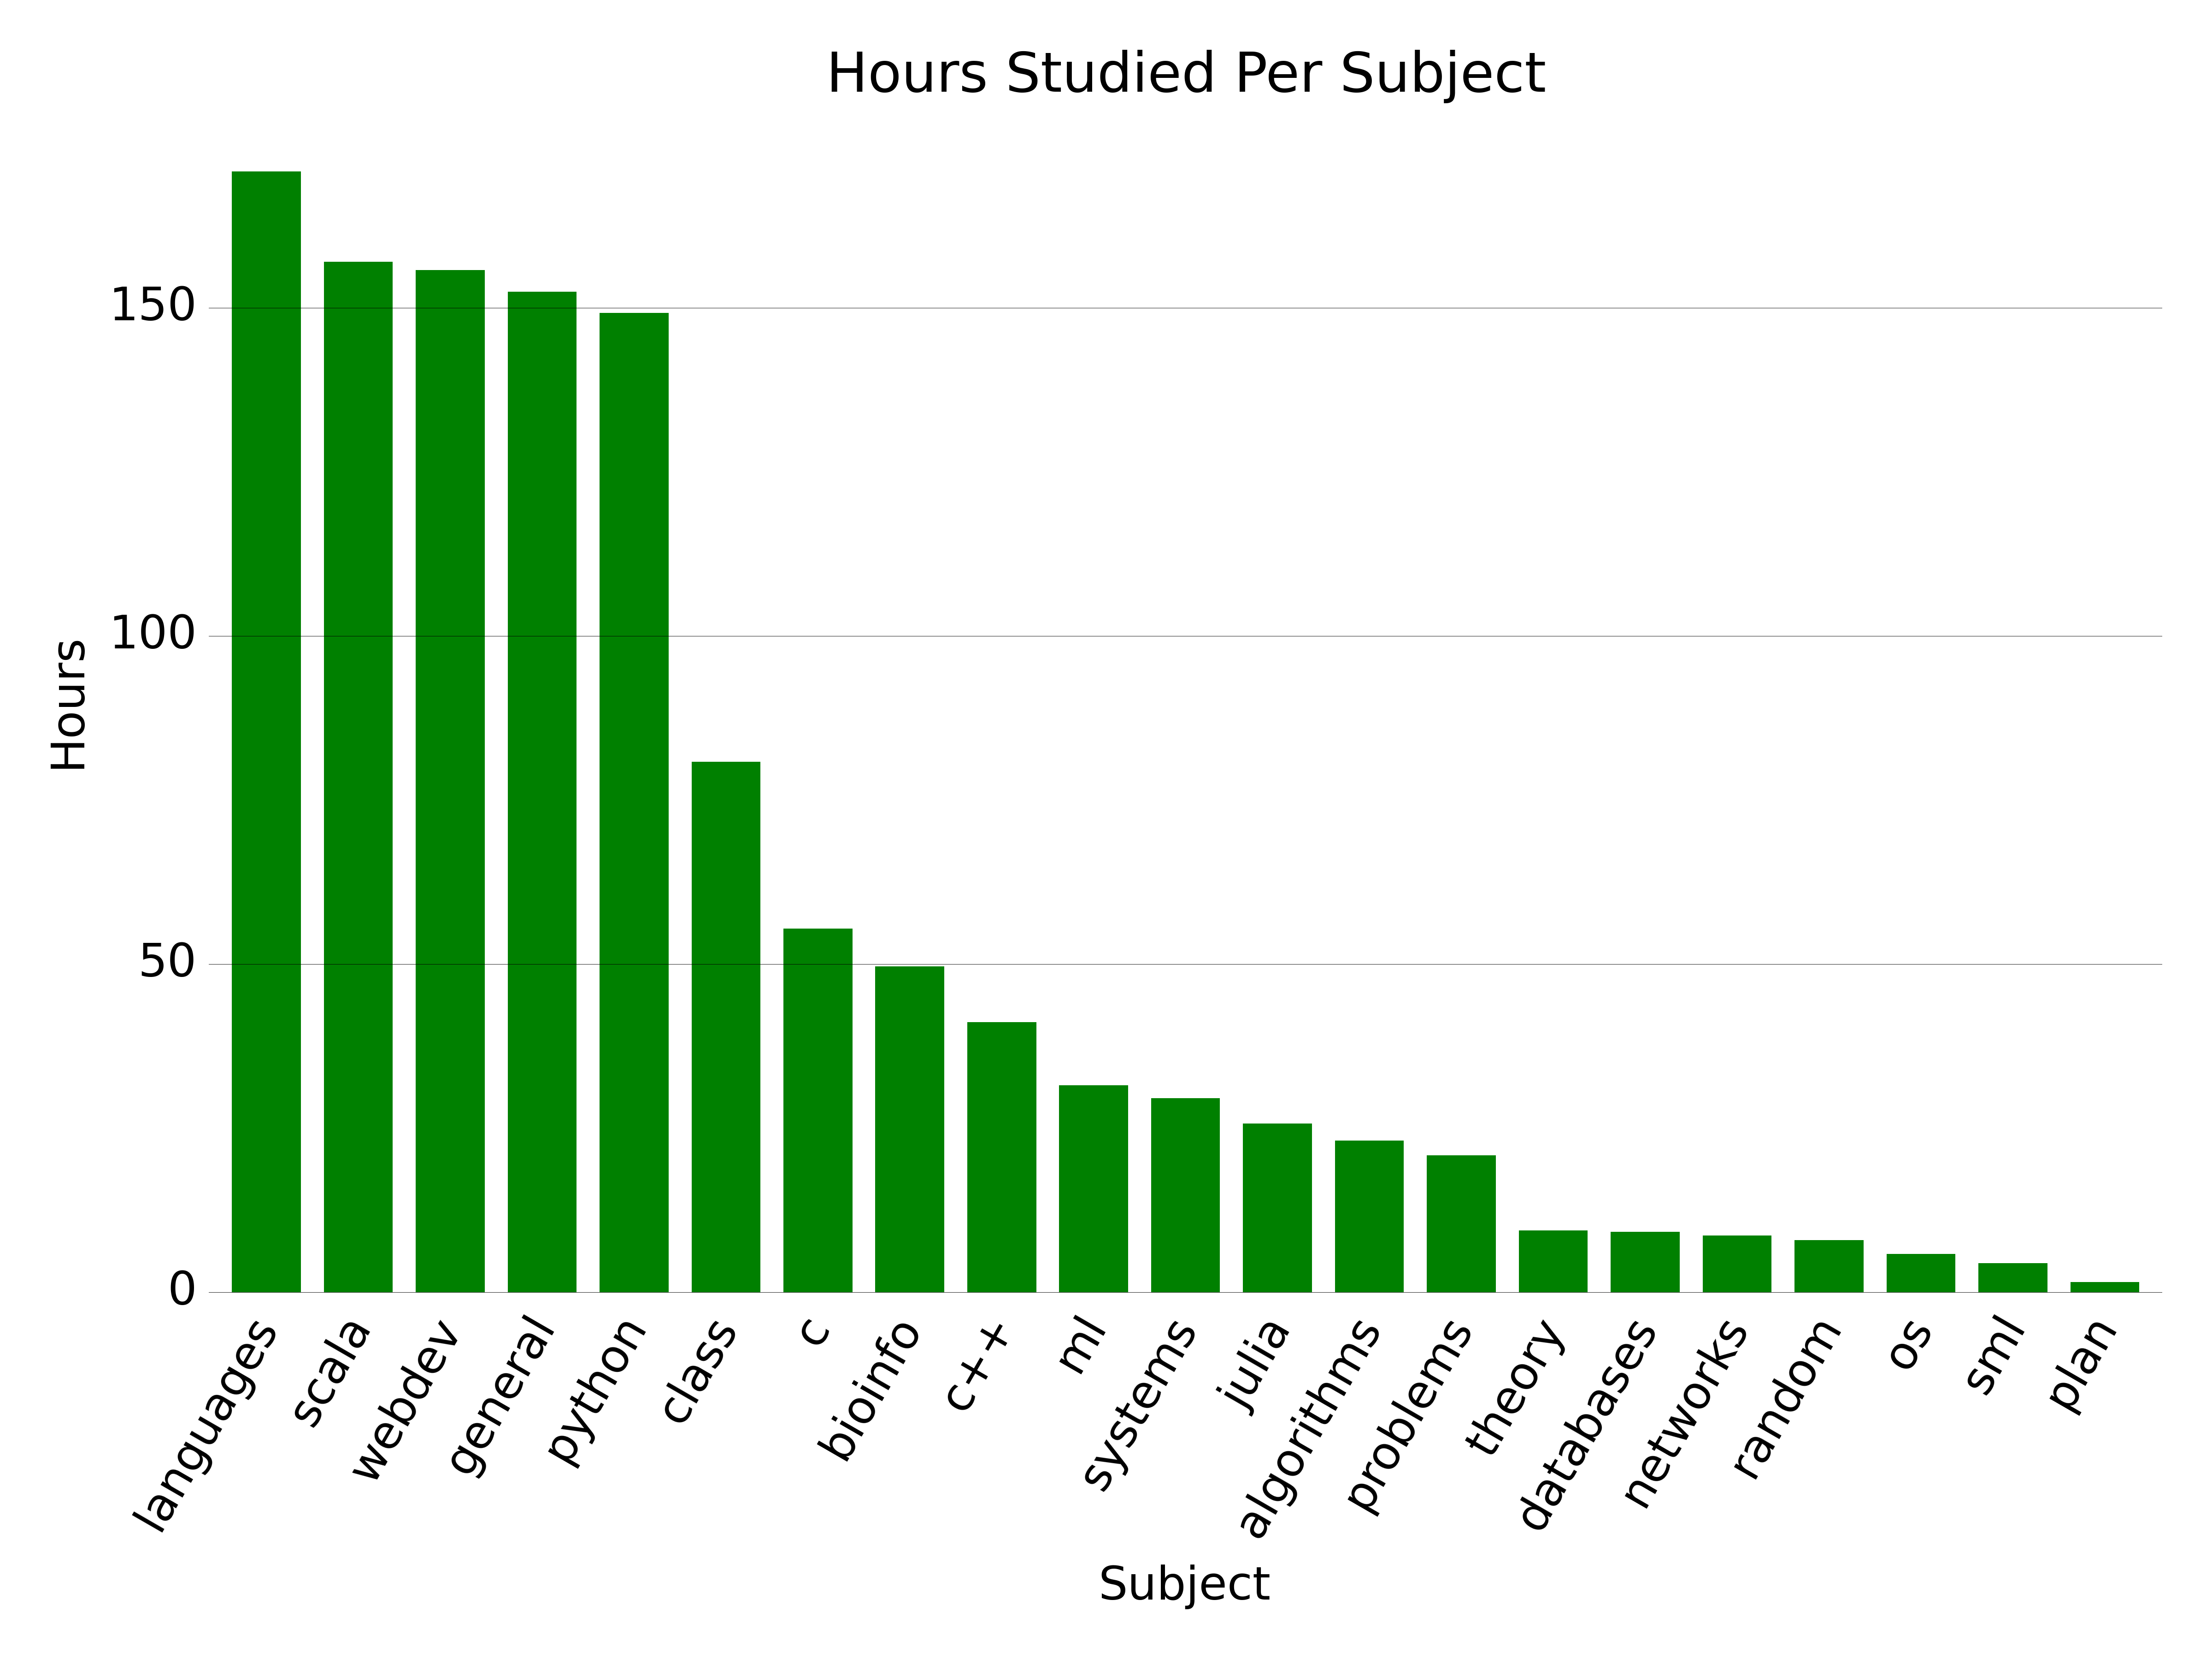 Hours Studied Per Subject
150
100
50
0
Hours
languages
scala
webdev
general
python
class
c
bioinfo
c++
ml
systems
julia
algorithms
problems
theory
databases
networks
random
os
sml
plan
Subject